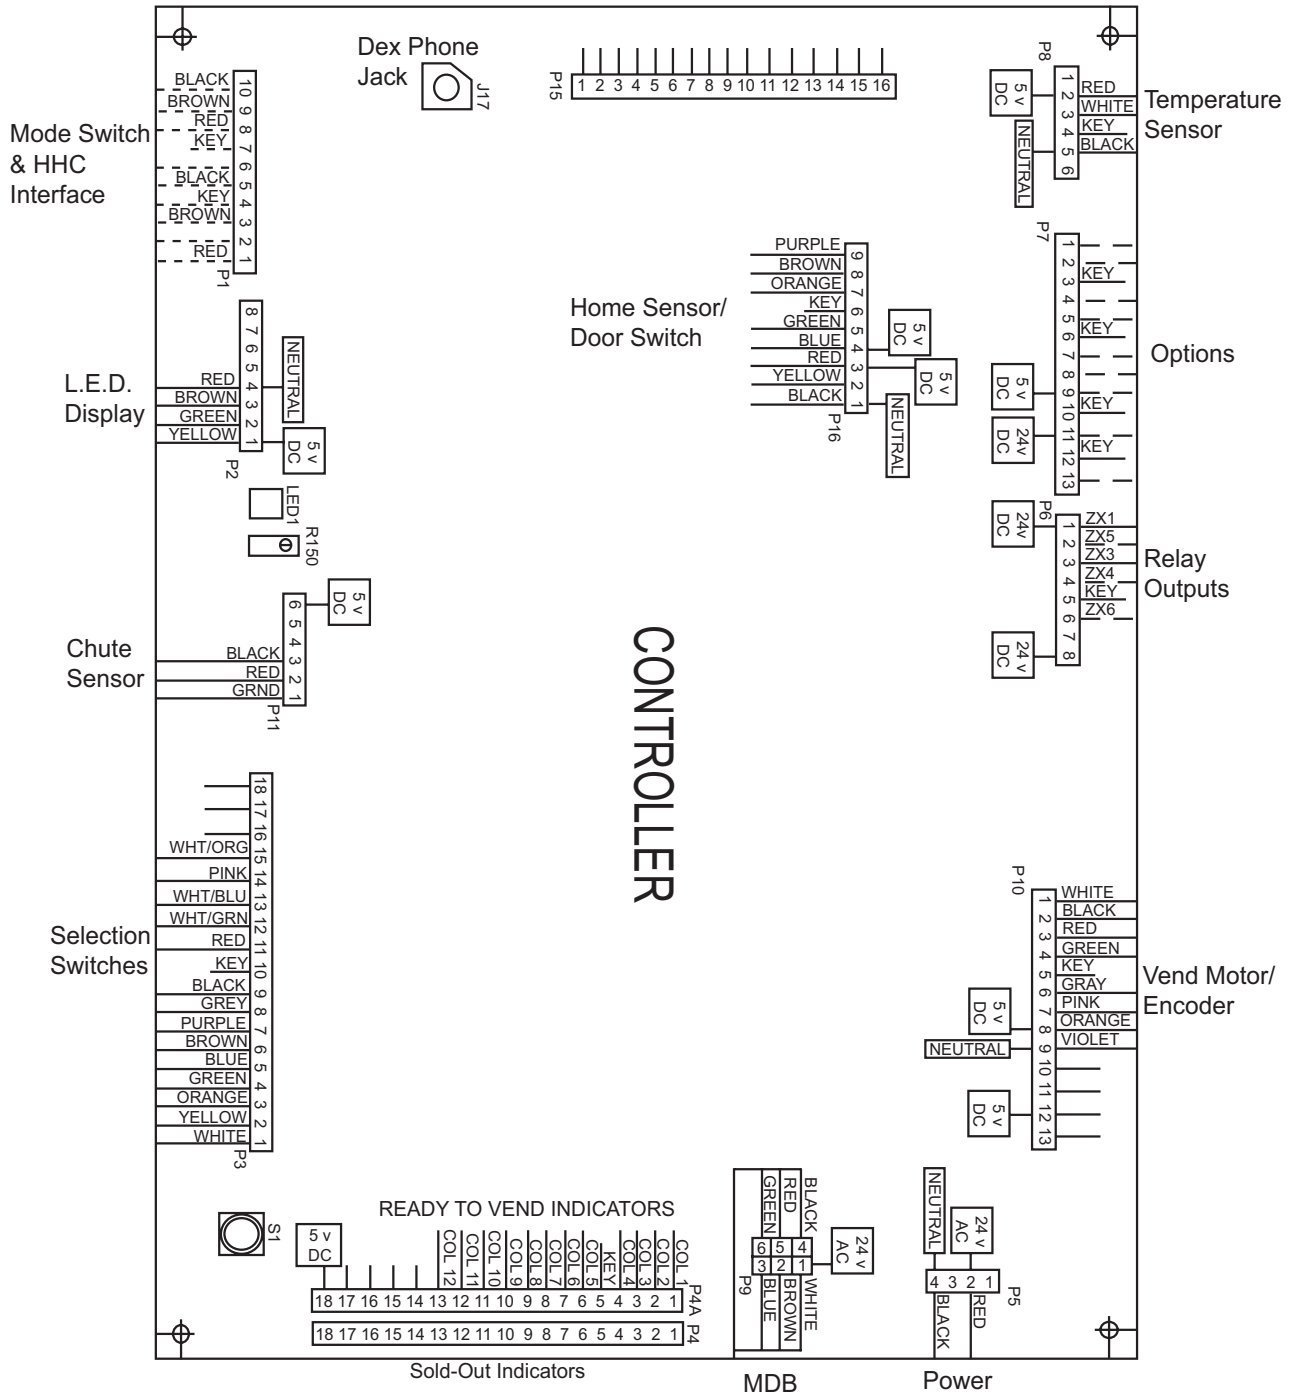 Dex Phone
Jack
J17
P15
1 2 3 4 5 6 7 8 9 10 11 12 13 14 15 16
Mode Switch
& HHC
Interface
BLACK
BROWN
RED
KEY
BLACK
KEY
BROWN
RED
10 9 8 7 6 5 4 3 2 1
P1
P8
5 v
DC
NEUTRAL
1 2 3 4 5 6
RED
WHITE
KEY
BLACK
Temperature
Sensor
Home Sensor/
Door Switch
PURPLE
BROWN
ORANGE
KEY
GREEN
BLUE
RED
YELLOW
BLACK
9 8 7 6 5 4 3 2 1
P16
5 v
DC
5 v
DC
NEUTRAL
P7
1 2 3 4 5 6 7 8 9 10 11 12 13
KEY
KEY
KEY
KEY
5 v
DC
24v
DC
Options
L.E.D.
Display
RED
BROWN
GREEN
YELLOW
8 7 6 5 4 3 2 1
P2
NEUTRAL
5 v
DC
LED1
R150
P6
24v
DC
24 v
DC
1 2 3 4 5 6 7 8
ZX1
ZX5
ZX3
ZX4
KEY
ZX6
Relay
Outputs
Chute
Sensor
BLACK
RED
GRND
6 5 4 3 2 1
P11
5 v
DC
CONTROLLER
Selection
Switches
WHT/ORG
PINK
WHT/BLU
WHT/GRN
RED
KEY
BLACK
GREY
PURPLE
BROWN
BLUE
GREEN
ORANGE
YELLOW
WHITE
18 17 16 15 14 13 12 11 10 9 8 7 6 5 4 3 2 1
P3
P10
1 2 3 4 5 6 7 8 9 10 11 12 13
WHITE
BLACK
RED
GREEN
KEY
GRAY
PINK
ORANGE
VIOLET
5 v
DC
NEUTRAL
5 v
DC
Vend Motor/
Encoder
S1
READY TO VEND INDICATORS
5 v
DC
COL 12
COL 11
COL 10
COL 9
COL 8
COL 7
COL 6
COL 5
KEY
COL 4
COL 3
COL 2
COL 1
P4A
18 17 16 15 14 13 12 11 10 9 8 7 6 5 4 3 2 1
18 17 16 15 14 13 12 11 10 9 8 7 6 5 4 3 2 1
P4
Sold-Out Indicators
GREEN
RED
BLACK
6 5 4
3 2 1
24 v
AC
P9
BLUE
BROWN
WHITE
MDB
NEUTRAL
24 v
AC
4 3 2 1
P5
BLACK
RED
Power